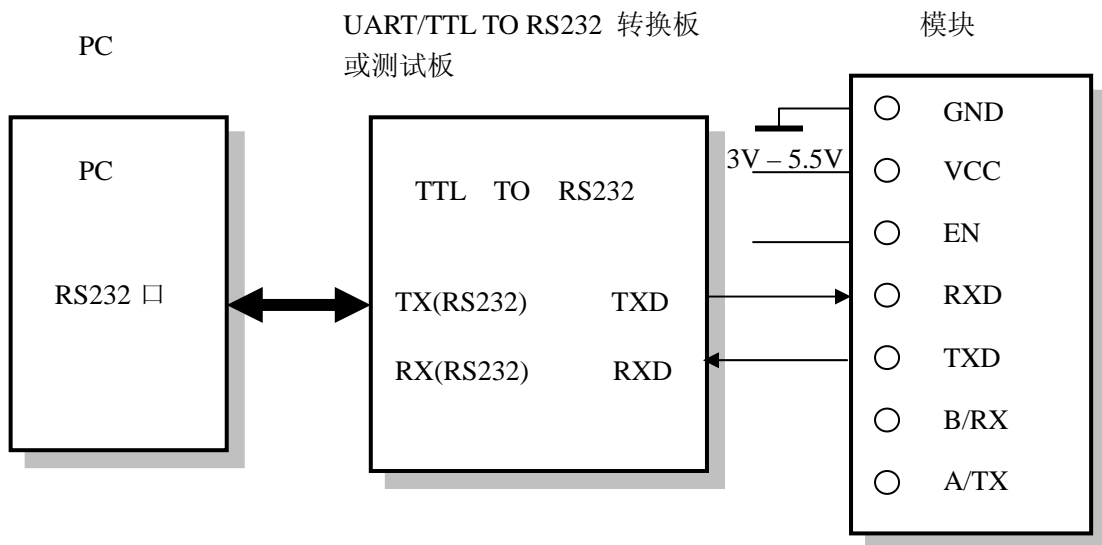 PC
UART/TTL TO RS232 转换板
或测试板
模块
PC
RS232 口
TTL TO RS232
TX(RS232) TXD
RX(RS232) RXD
3V – 5.5V
GND
VCC
EN
RXD
TXD
B/RX
A/TX